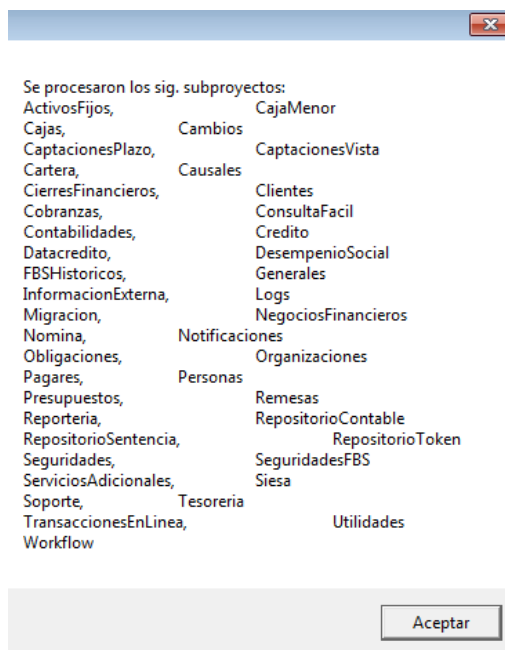 Se procesaron los sig. subproyectos:
ActivosFijos, CajaMenor
Cajas, Cambios
CaptacionesPlazo, CaptacionesVista
Cartera, Causales
CierresFinancieros, Clientes
Cobranzas, ConsultaFacil
Contabilidades, Credito
Datacredito, DesempenioSocial
FBSHistoricos, Generales
InformacionExterna, Logs
Migracion, NegociosFinancieros
Nomina, Notificaciones
Obligaciones, Organizaciones
Pagares, Personas
Presupuestos, Remesas
Reporteria, RepositorioContable
RepositorioSentencia, RepositorioToken
Seguridades, SeguridadesFBS
ServiciosAdicionales, Siesa
Soporte, Tesoreria
TransaccionesEnLinea, Utilidades
Workflow
Aceptar